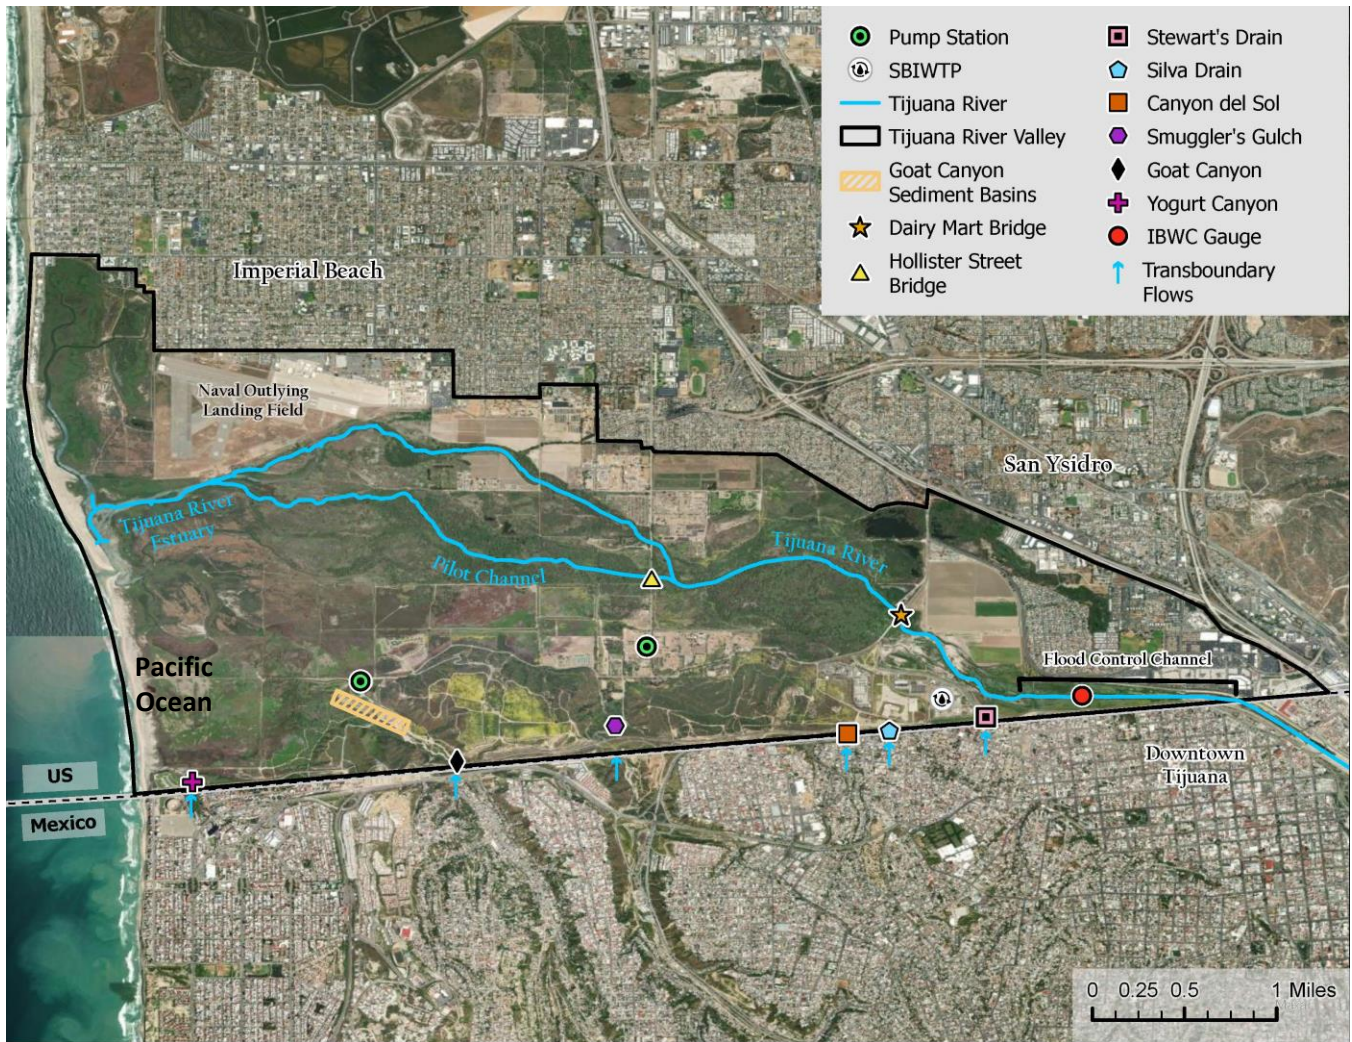 Pump Station
SBIWTP
Tijuana River
Tijuana River Valley
Goat Canyon
Sediment Basins
Dairy Mart Bridge
Hollister Street
Bridge
Stewart's Drain
Silva Drain
Canyon del Sol
Smuggler's Gulch
Goat Canyon
Yogurt Canyon
IBWC Gauge
Transboundary
Flows
Imperial Beach
Naval Outlying
Landing Field
San Ysidro
Tijuana River
Estuary
Pilot Channel
Tijuana River
Flood Control Channel
Pacific
Ocean
Downtown
Tijuana
US
Mexico
0 0.25 0.5 1 Miles